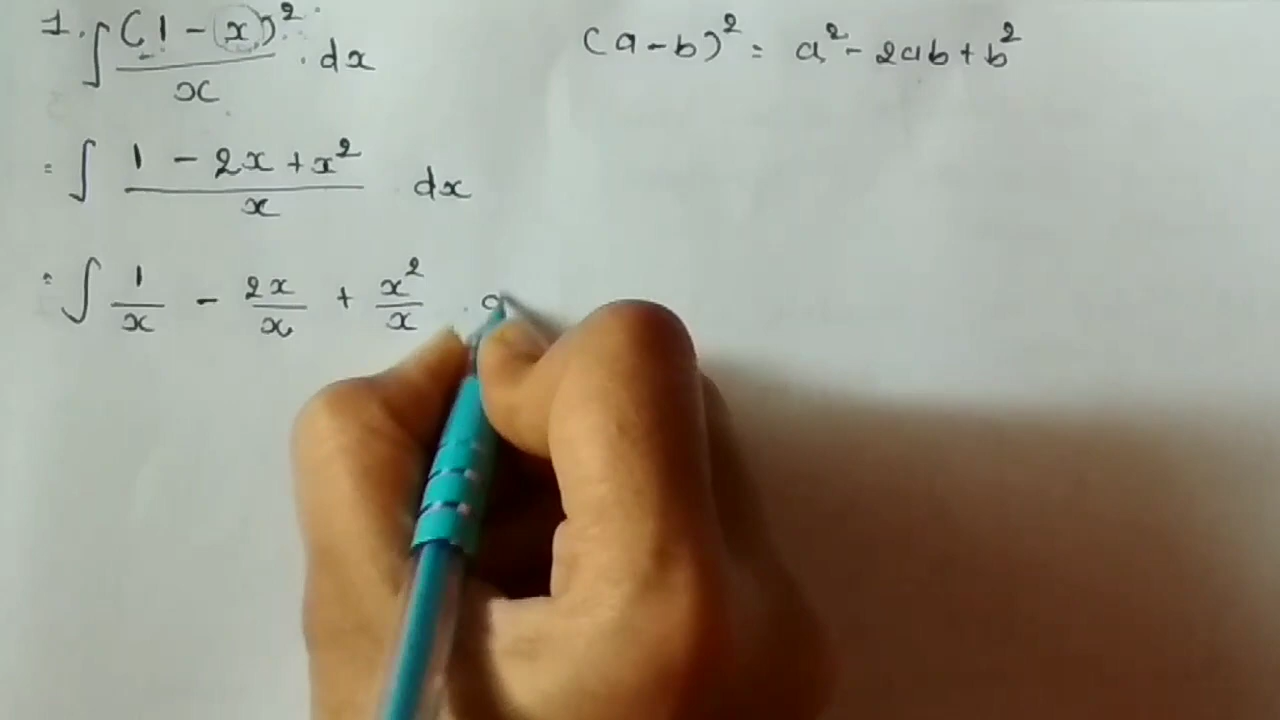 1. ∫ (1 - x)² / x . dx
(a - b)² = a² - 2ab + b²
= ∫ 1 - 2x + x² / x dx
= ∫ 1/x - 2x/x + x²/x .